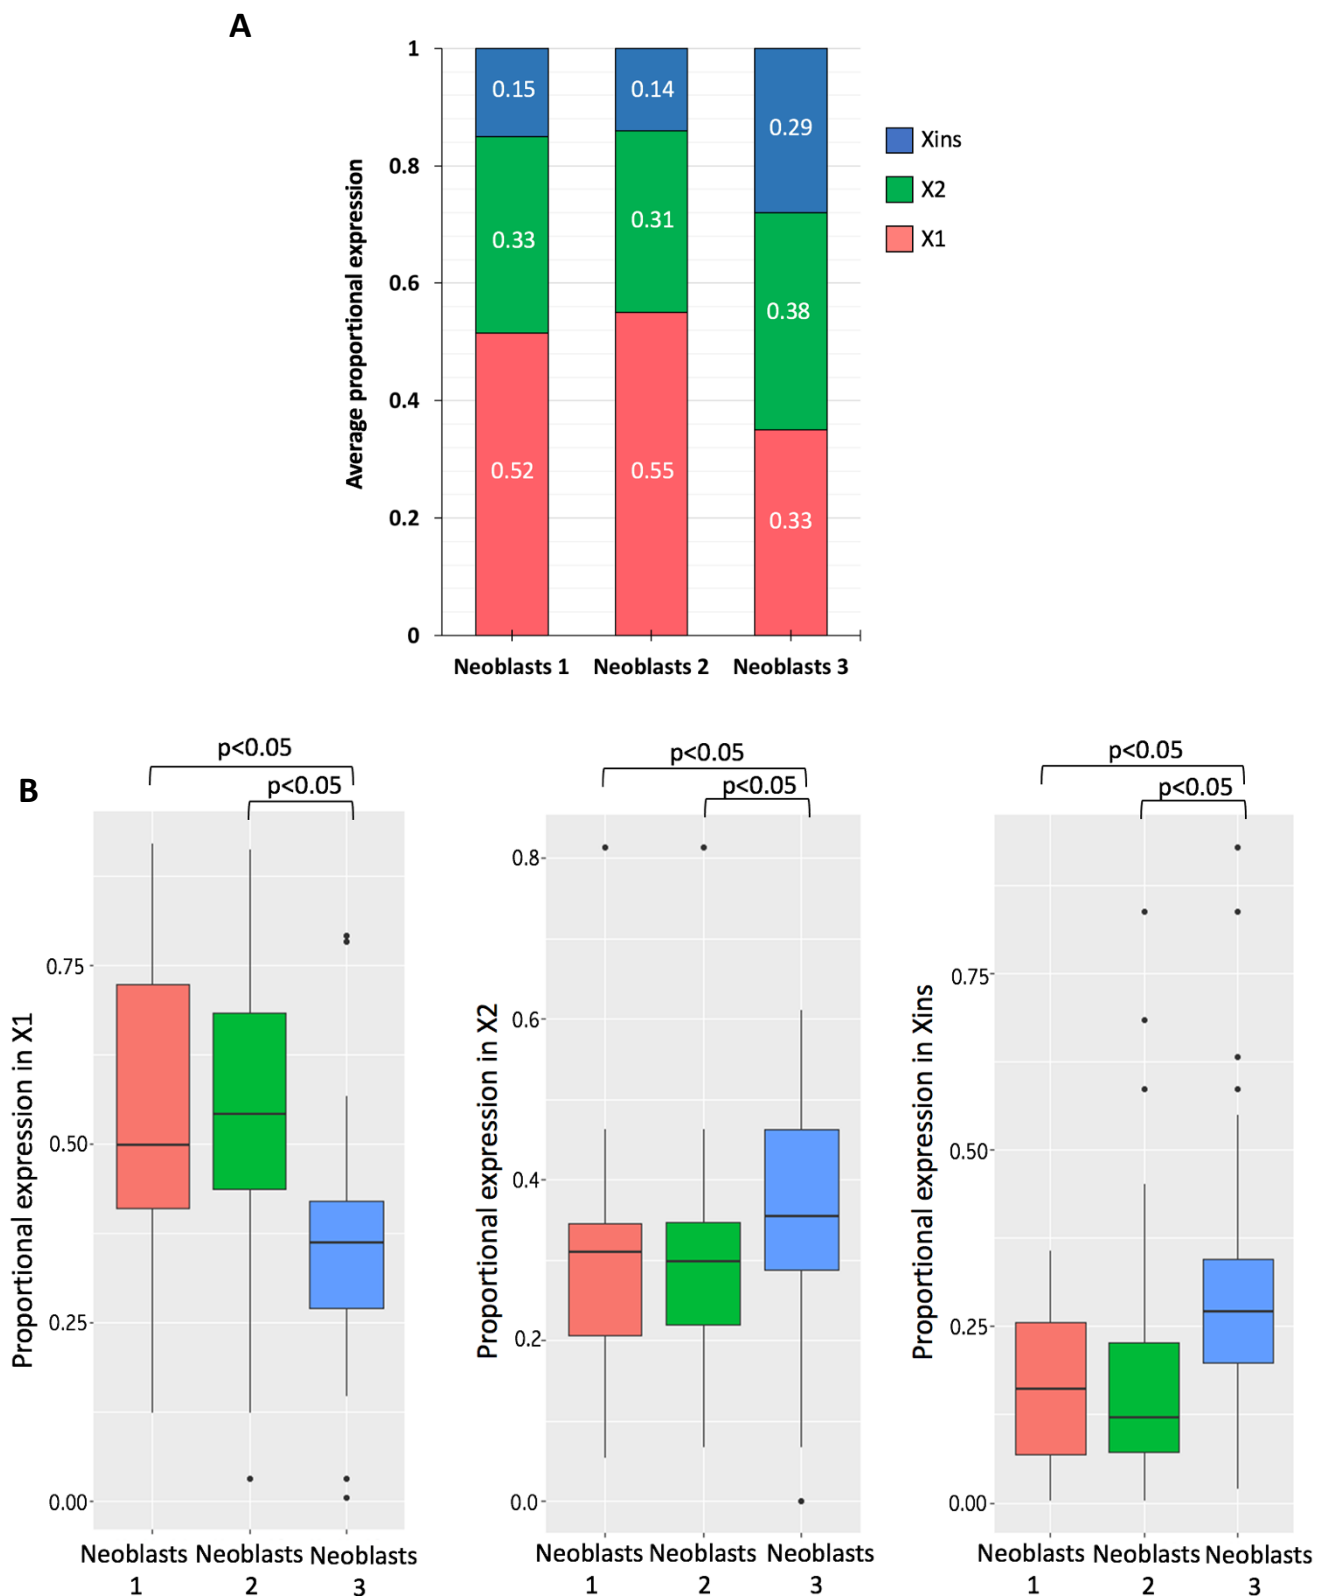 A
Average proportional expression
1
0.8
0.6
0.4
0.2
0
0.15
0.14
0.29
0.33
0.31
0.38
0.52
0.55
0.33
Neoblasts 1
Neoblasts 2
Neoblasts 3
Xins
X2
X1
B
p<0.05
p<0.05
Proportional expression in X1
0.75
0.50
0.25
0.00
Neoblasts
1
Neoblasts
2
Neoblasts
3
p<0.05
p<0.05
Proportional expression in X2
0.8
0.6
0.4
0.2
0.0
Neoblasts
1
Neoblasts
2
Neoblasts
3
p<0.05
p<0.05
Proportional expression in Xins
0.75
0.50
0.25
0.00
Neoblasts
1
Neoblasts
2
Neoblasts
3